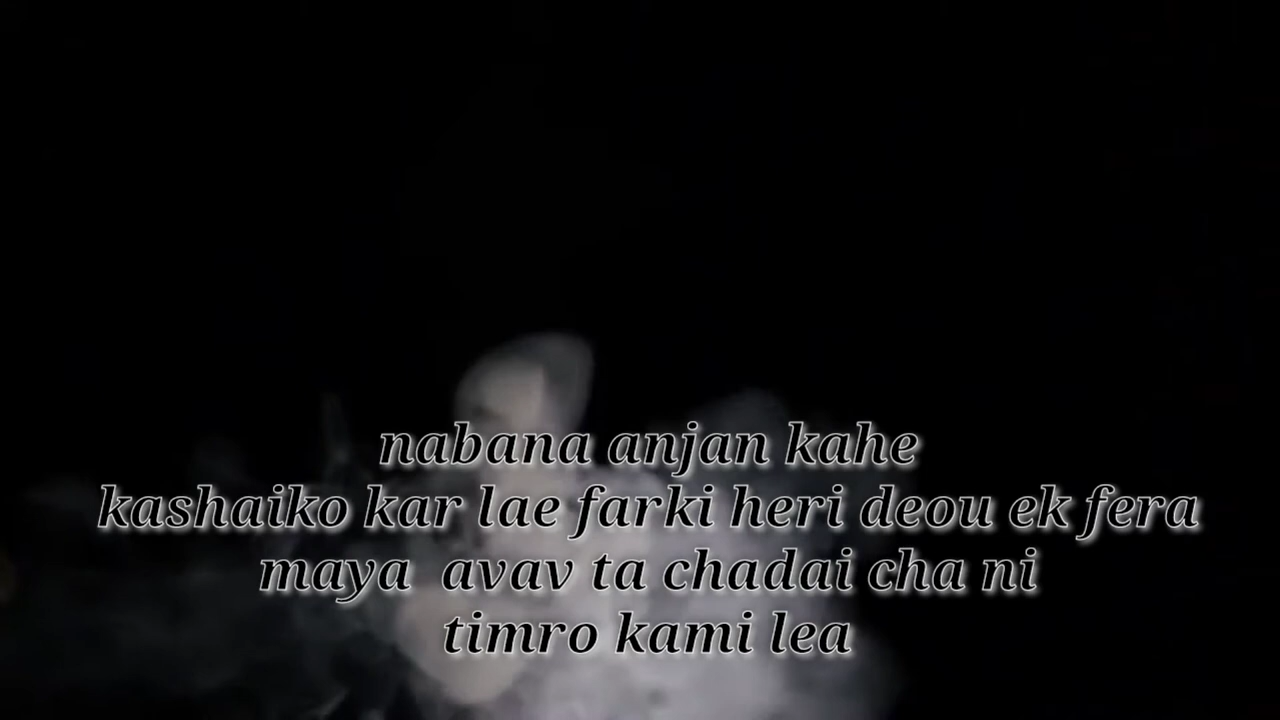 nabana anjan kahe
kashaiko kar lae farki heri deou ek fera
maya avav ta chadai cha ni
timro kami lea